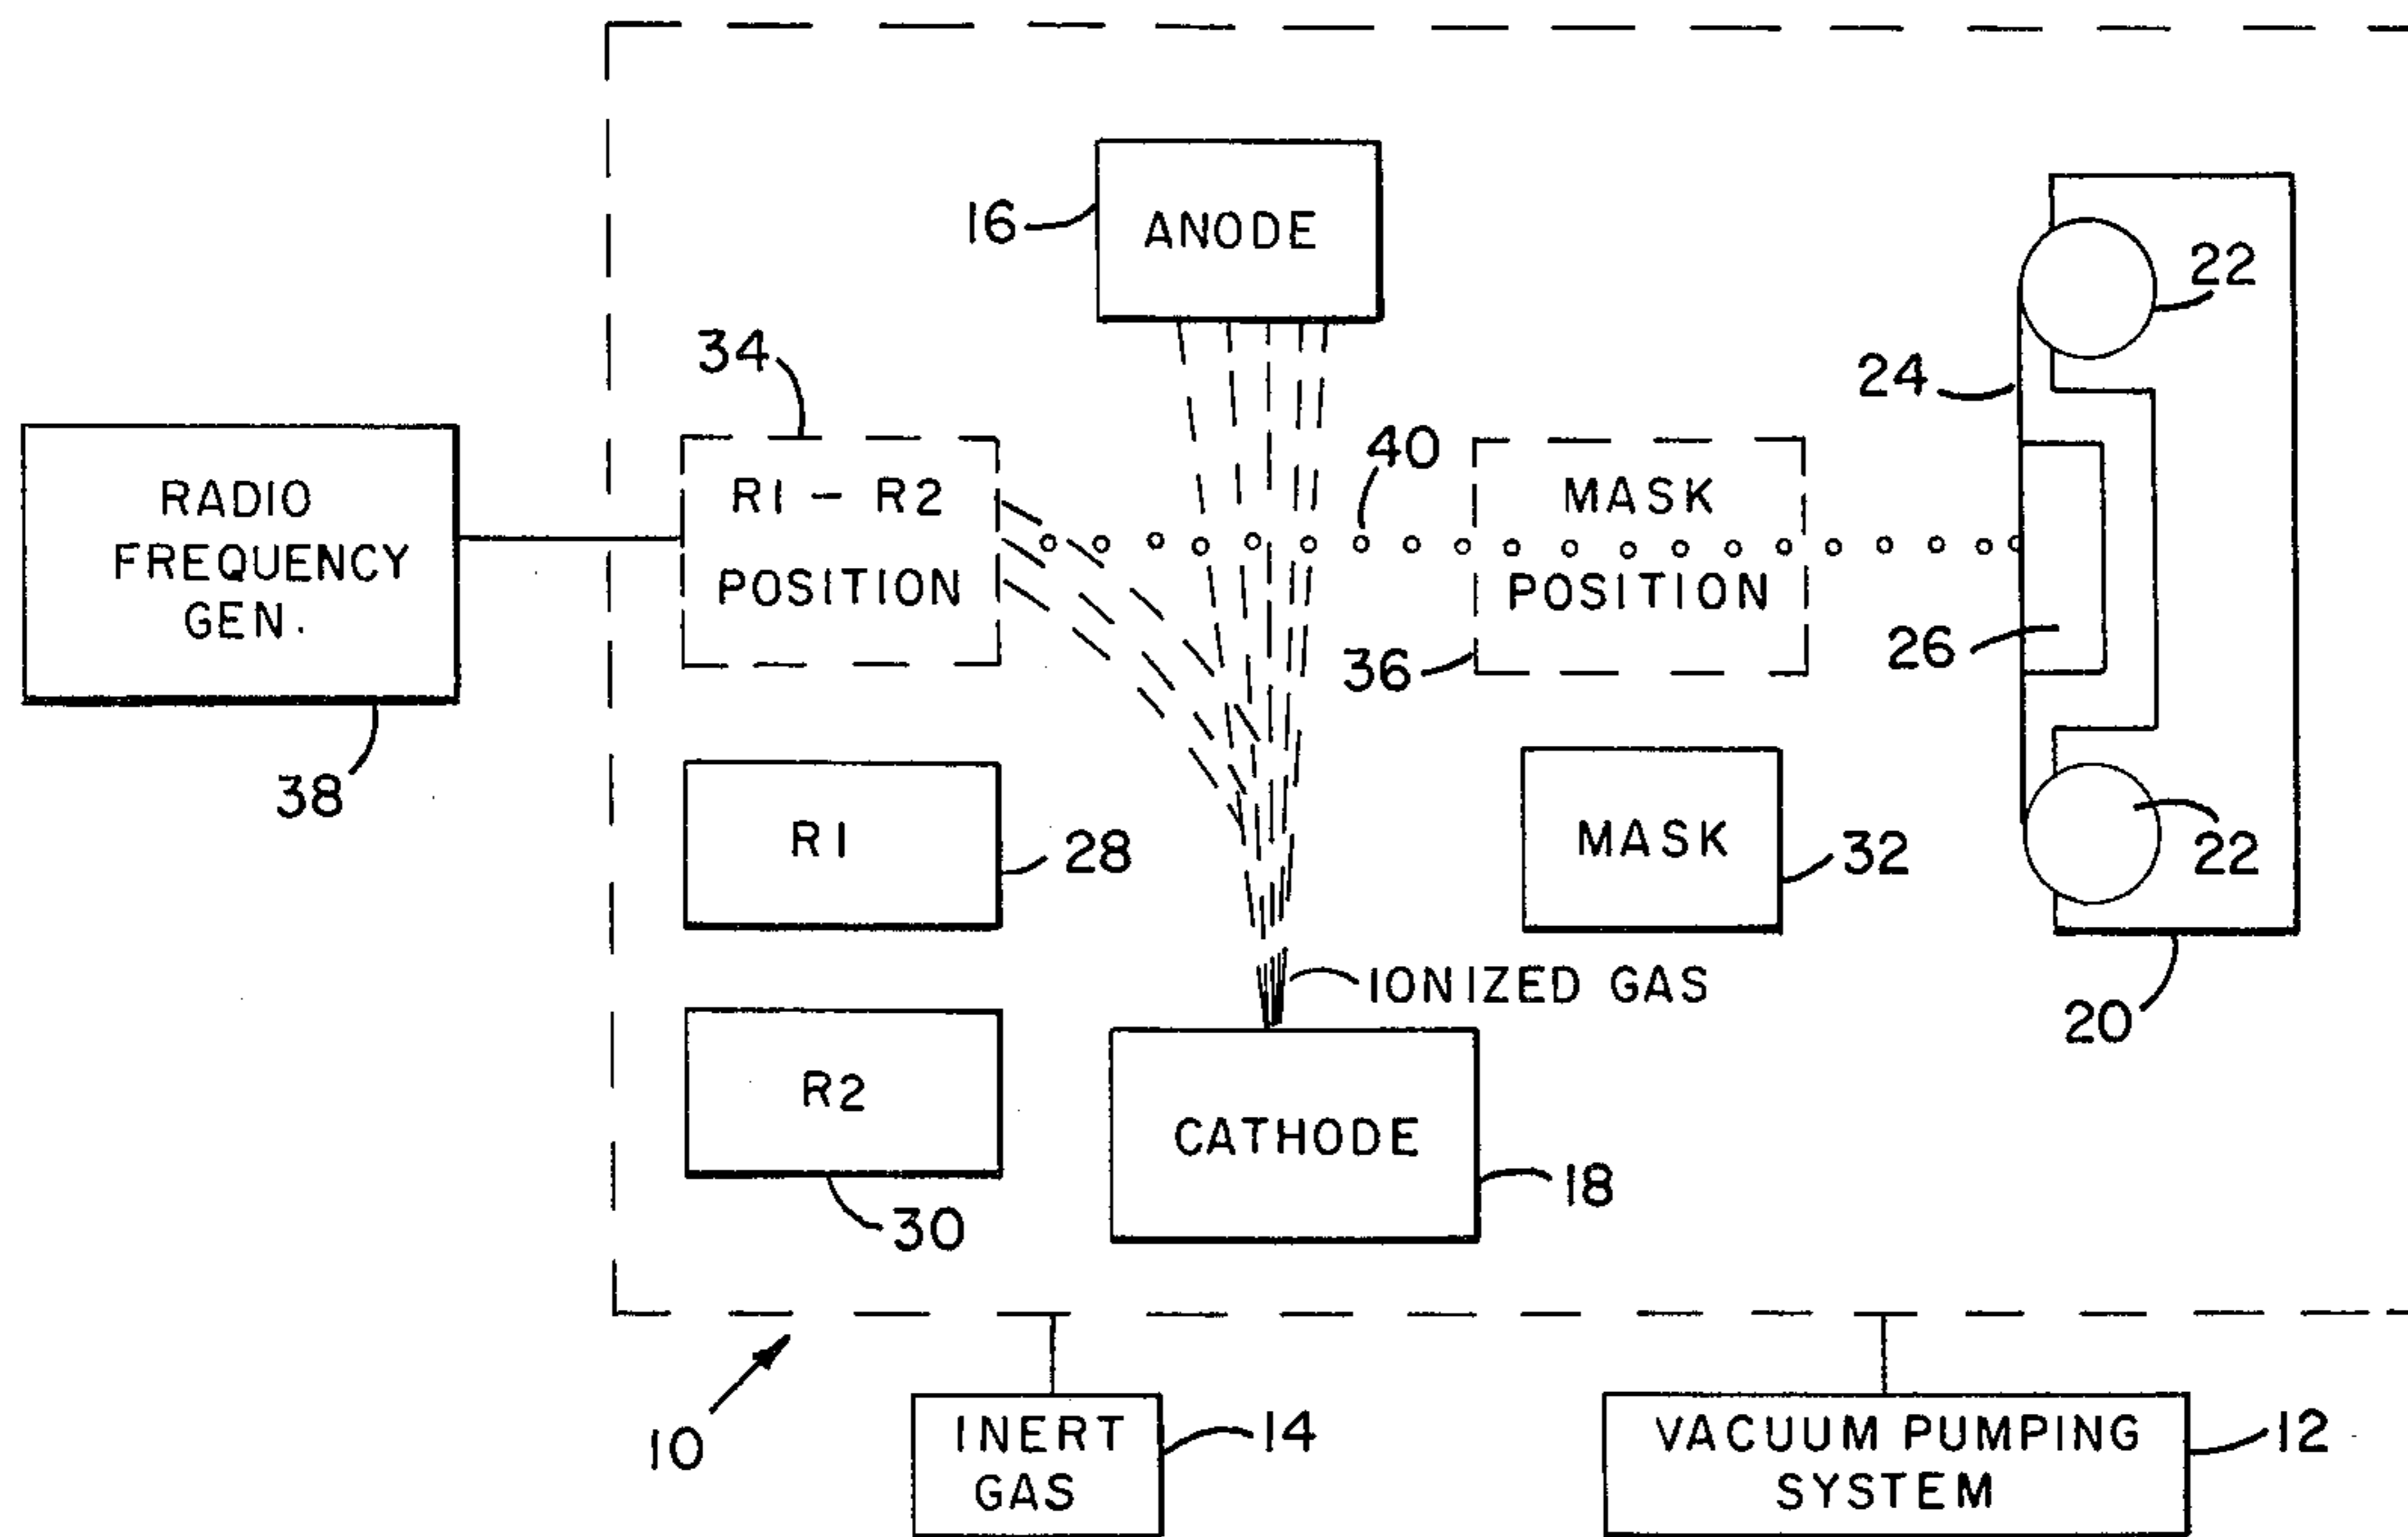 16
ANODE
22
34
24
RADIO
FREQUENCY
GEN.
R1 - R2
POSITION
40
MASK
POSITION
26
36
38
R1
28
MASK
32
22
IONIZED GAS
20
R2
30
CATHODE
18
10
INERT
GAS
14
VACUUM PUMPING
SYSTEM
12